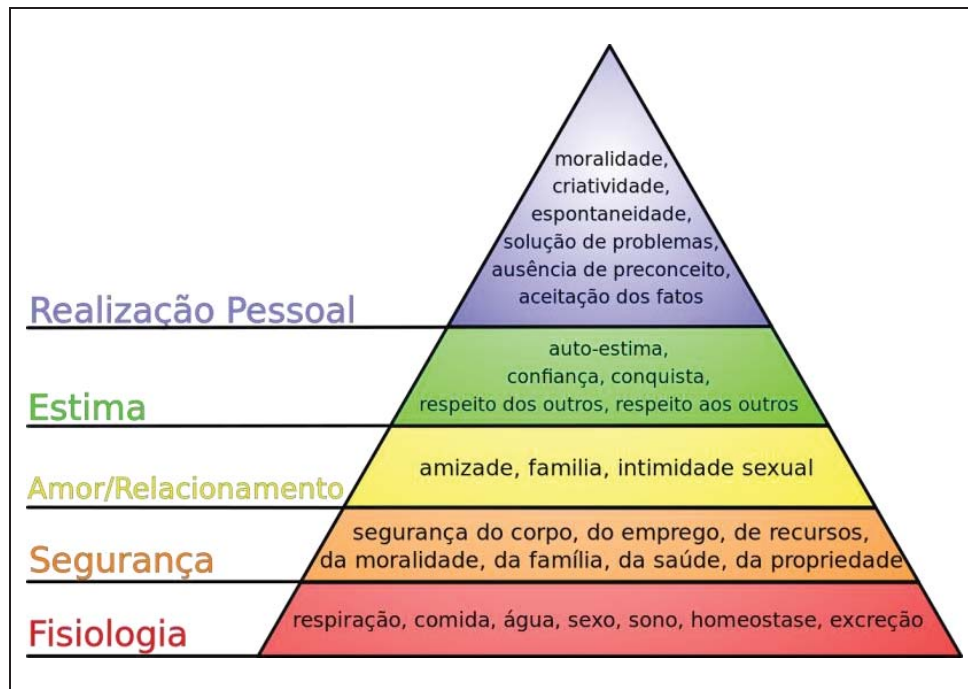 moralidade,
criatividade,
espontaneidade,
solução de problemas,
ausência de preconceito,
aceitação dos fatos
Realização Pessoal
auto-estima,
confiança, conquista,
respeito dos outros, respeito aos outros
Estima
amizade, familia, intimidade sexual
Amor/Relacionamento
segurança do corpo, do emprego, de recursos,
da moralidade, da família, da saúde, da propriedade
Segurança
respiração, comida, água, sexo, sono, homeostase, excreção
Fisiologia